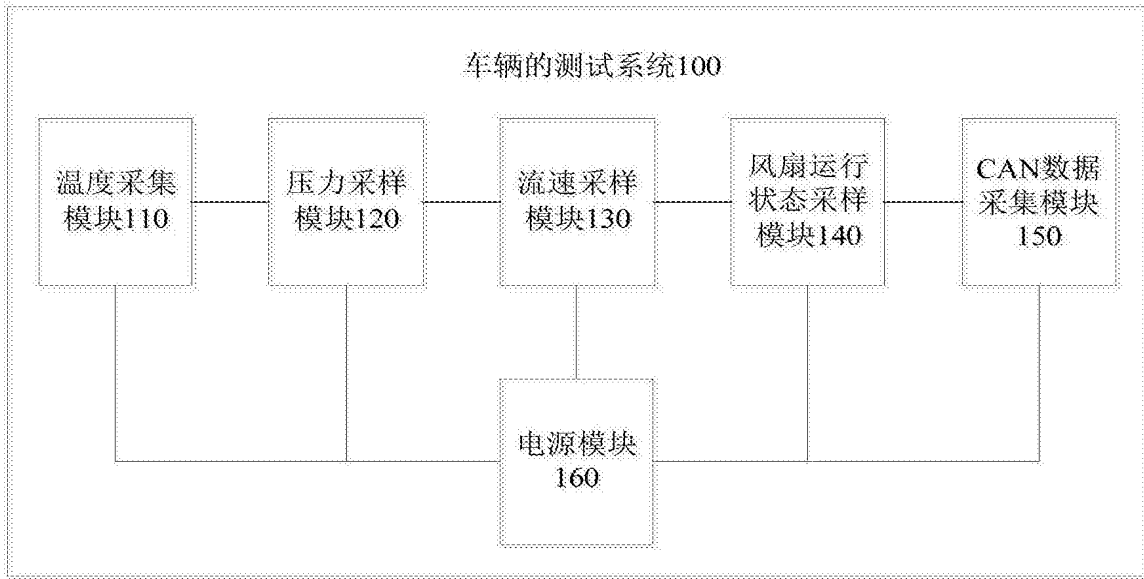 车辆的测试系统100
温度采集
模块110
压力采样
模块120
流速采样
模块130
风扇运行
状态采样
模块140
CAN数据
采集模块
150
电源模块
160